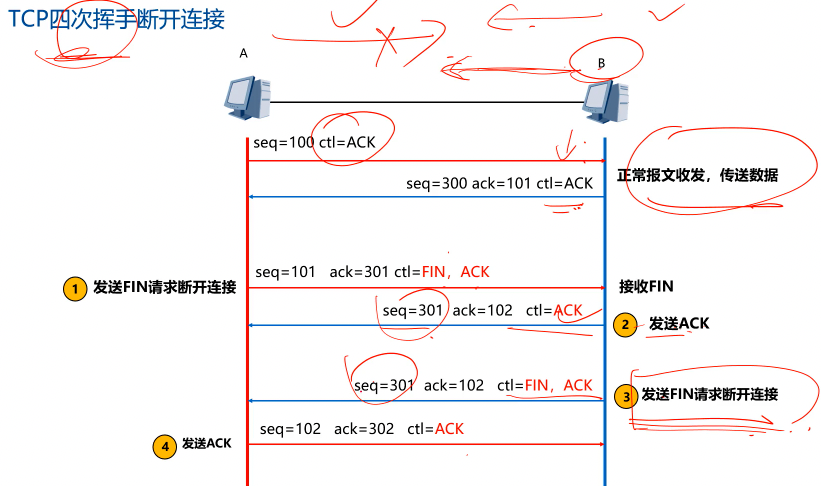 TCP四次挥手断开连接
A
B
seq=100 ctl=ACK
正常报文收发，传送数据
seq=300 ack=101 ctl=ACK
seq=101 ack=301 ctl=FIN，ACK
1 发送FIN请求断开连接
接收FIN
seq=301 ack=102 ctl=ACK
2 发送ACK
seq=301 ack=102 ctl=FIN，ACK
3 发送FIN请求断开连接
seq=102 ack=302 ctl=ACK
4 发送ACK